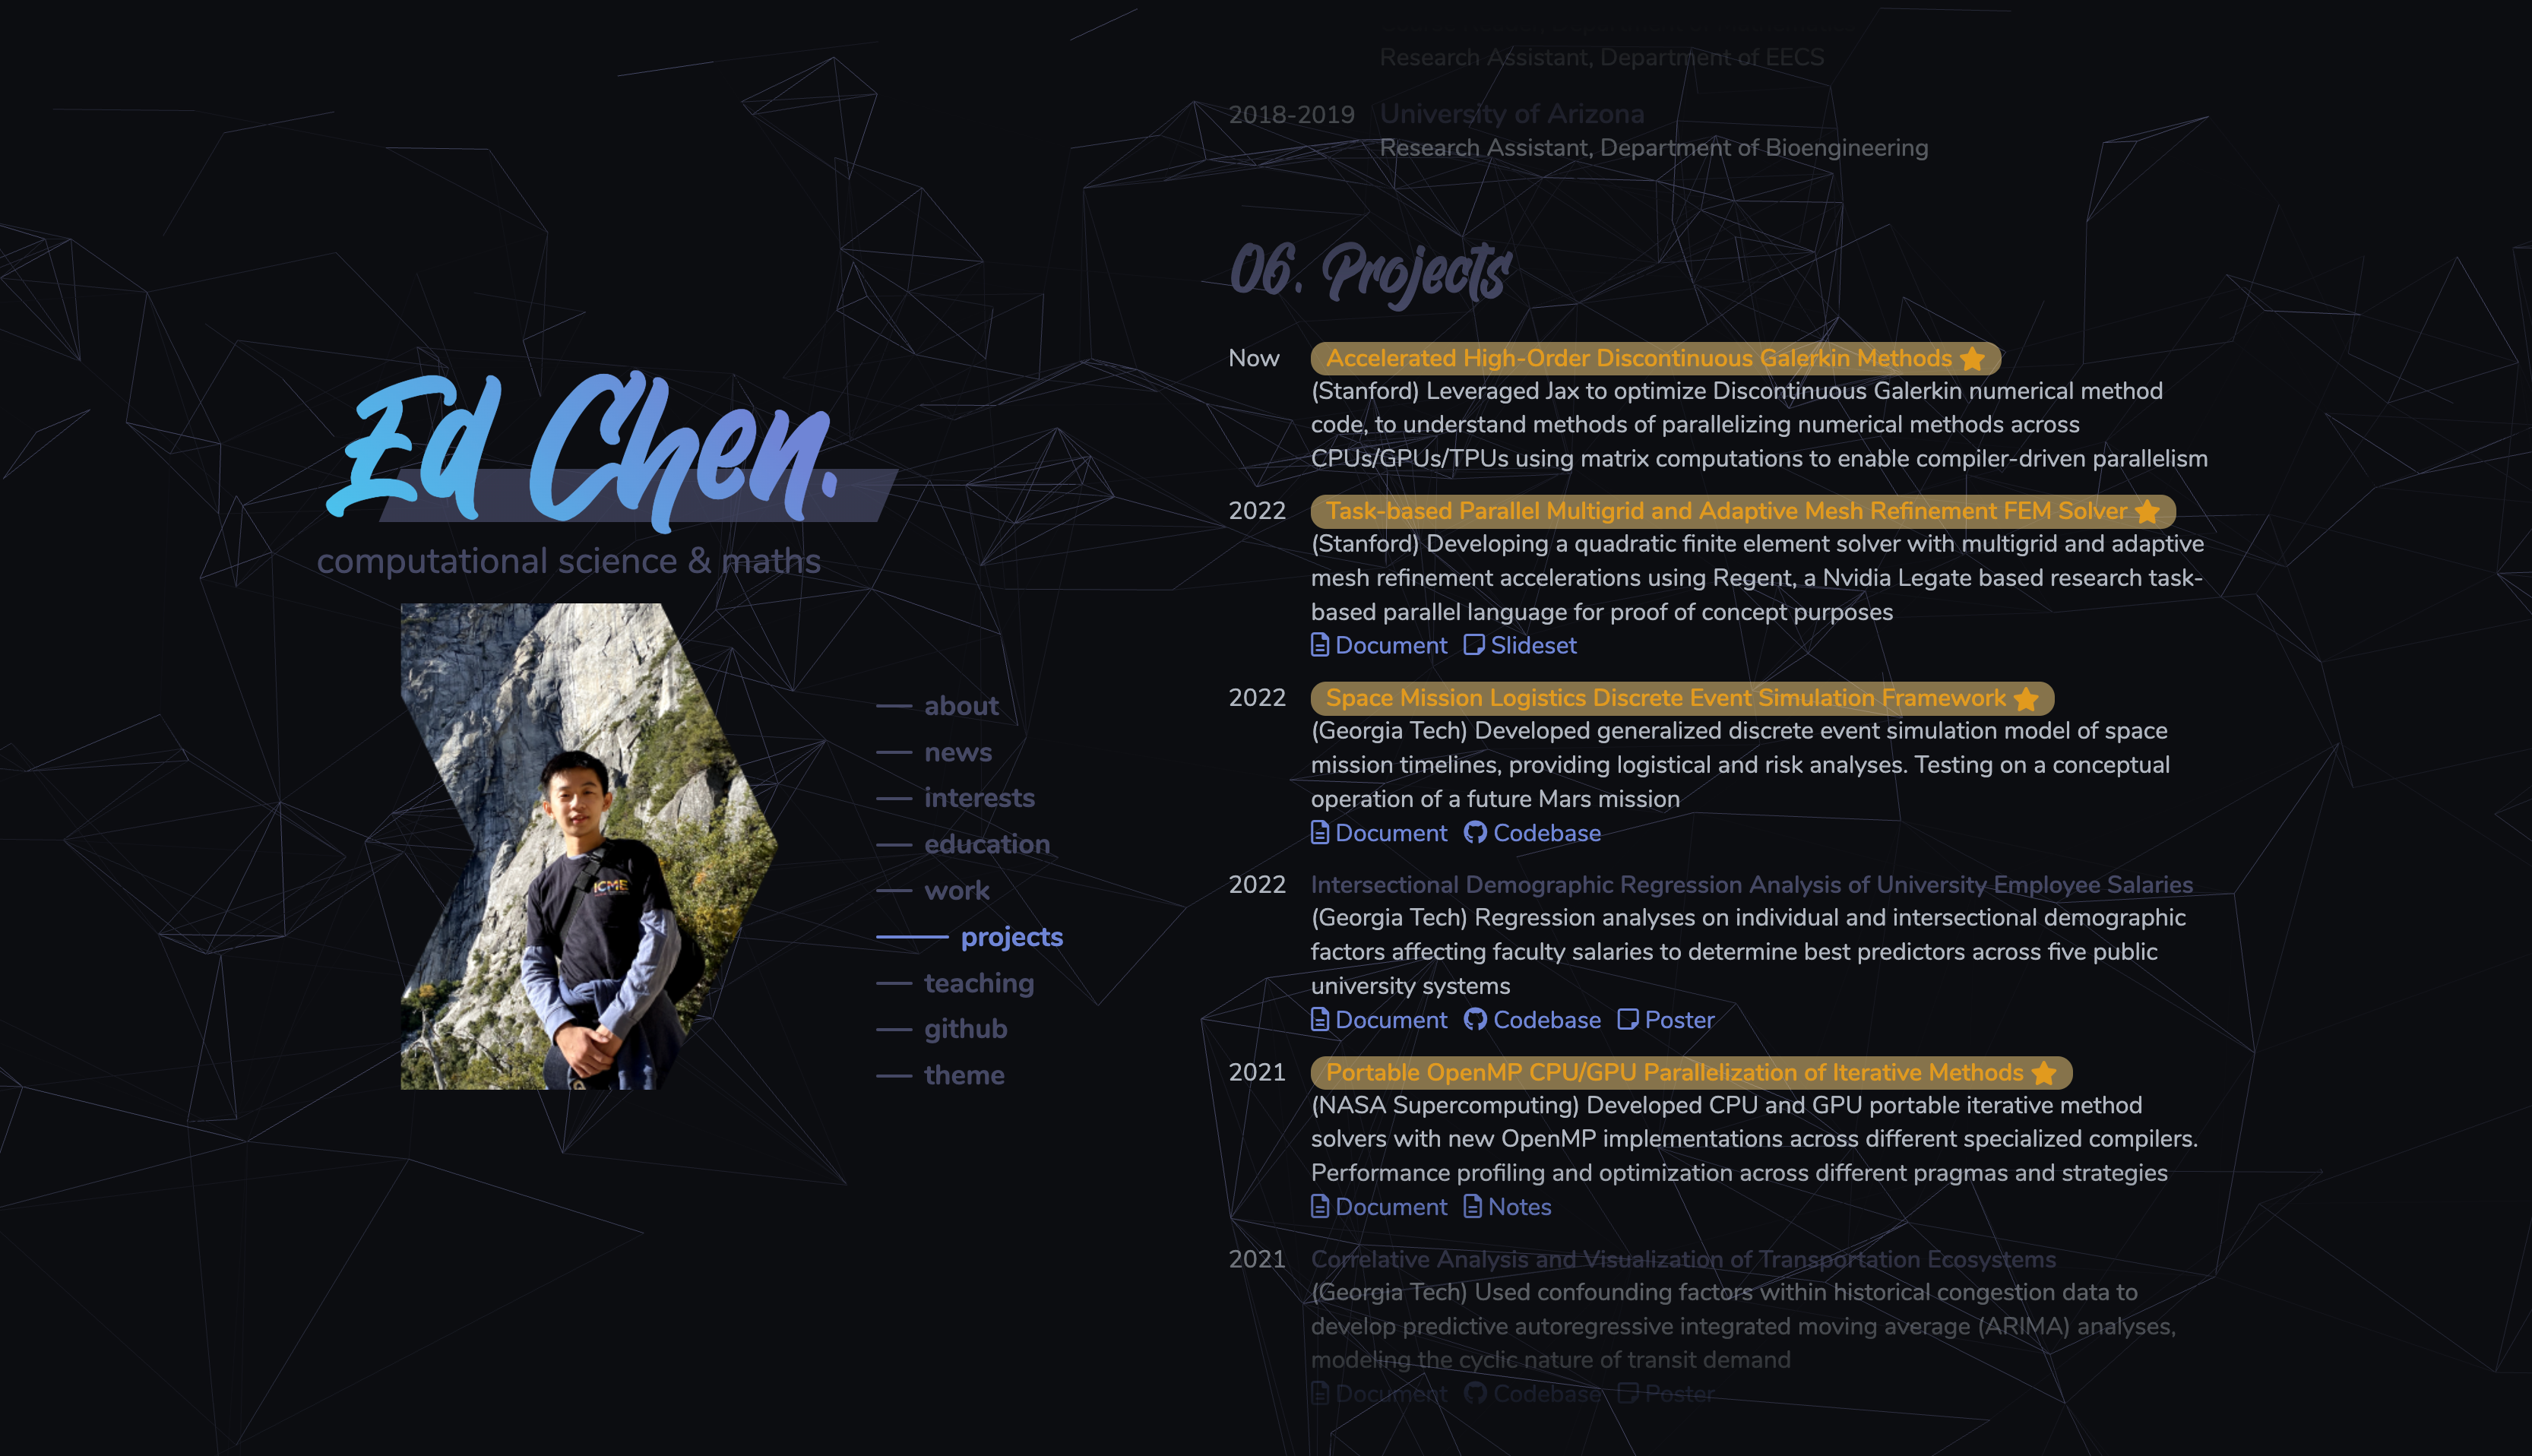 Ed Chen.
computational science & maths
ICME
about
news
interests
education
work
projects
teaching
github
theme
Research Assistant, Department of EECS
2018-2019 University of Arizona
Research Assistant, Department of Bioengineering
06. Projects
Now Accelerated High-Order Discontinuous Galerkin Methods
(Stanford) Leveraged Jax to optimize Discontinuous Galerkin numerical method
code, to understand methods of parallelizing numerical methods across
CPUs/GPUs/TPUs using matrix computations to enable compiler-driven parallelism
2022 Task-based Parallel Multigrid and Adaptive Mesh Refinement FEM Solver
(Stanford) Developing a quadratic finite element solver with multigrid and adaptive
mesh refinement accelerations using Regent, a Nvidia Legate based research task-
based parallel language for proof of concept purposes
Document Slideset
2022 Space Mission Logistics Discrete Event Simulation Framework
(Georgia Tech) Developed generalized discrete event simulation model of space
mission timelines, providing logistical and risk analyses. Testing on a conceptual
operation of a future Mars mission
Document Codebase
2022 Intersectional Demographic Regression Analysis of University Employee Salaries
(Georgia Tech) Regression analyses on individual and intersectional demographic
factors affecting faculty salaries to determine best predictors across five public
university systems
Document Codebase Poster
2021 Portable OpenMP CPU/GPU Parallelization of Iterative Methods
(NASA Supercomputing) Developed CPU and GPU portable iterative method
solvers with new OpenMP implementations across different specialized compilers.
Performance profiling and optimization across different pragmas and strategies
Document Notes
2021 Correlative Analysis and Visualization of Transportation Ecosystems
(Georgia Tech) Used confounding factors within historical congestion data to
develop predictive autoregressive integrated moving average (ARIMA) analyses,
modeling the cyclic nature of transit demand
Document Codebase Poster